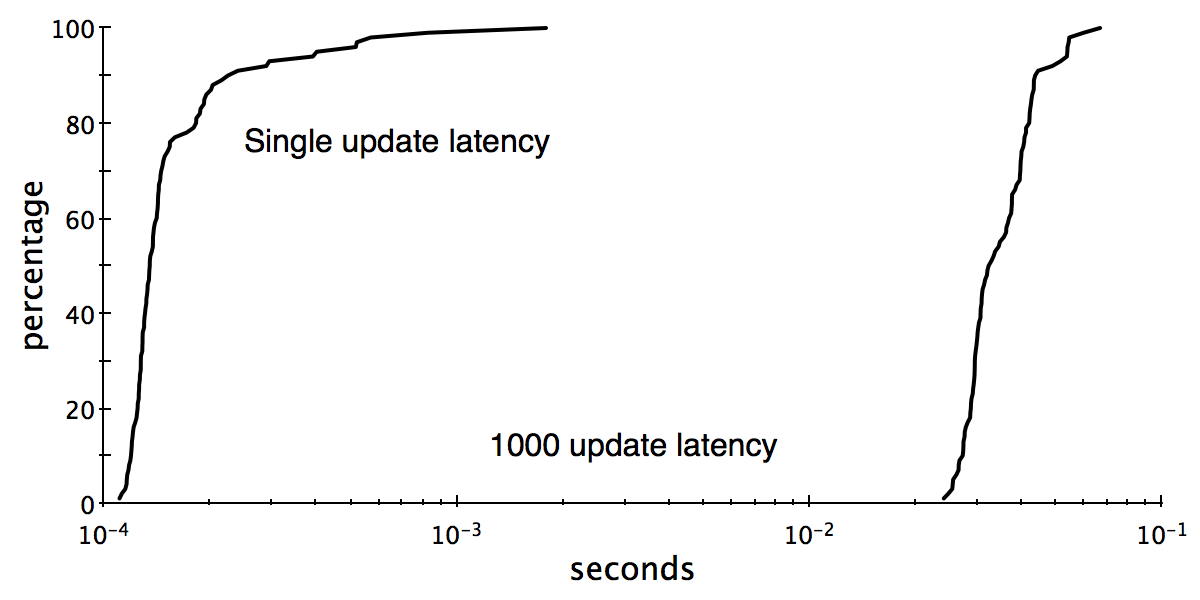 100
80
60
40
20
0
percentage
Single update latency
1000 update latency
10⁻⁴
10⁻³
10⁻²
10⁻¹
seconds